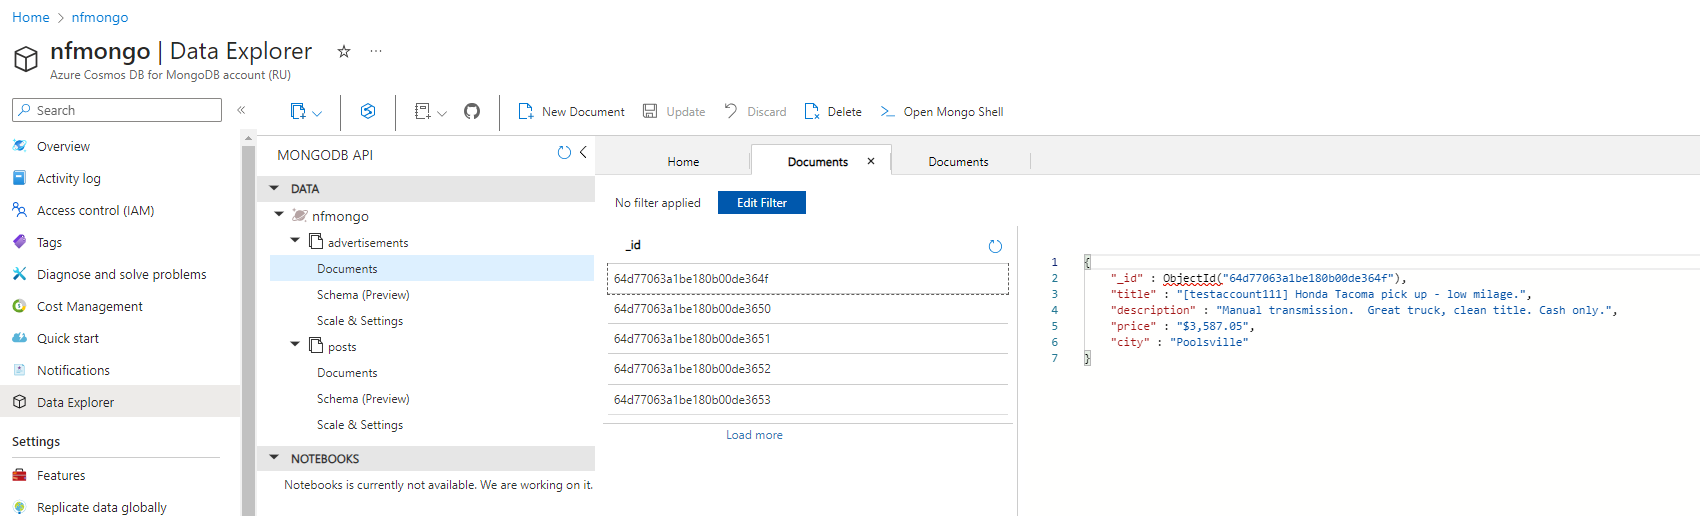 Home > nfmongo
nfmongo | Data Explorer ☆ ···
Azure Cosmos DB for MongoDB account (RU)
Search «
Overview
Activity log
Access control (IAM)
Tags
Diagnose and solve problems
Cost Management
Quick start
Notifications
Data Explorer
Settings
Features
Replicate data globally
New Document Update Discard Delete Open Mongo Shell
MONGODB API
DATA
nfmongo
advertisements
Documents
Schema (Preview)
Scale & Settings
posts
Documents
Schema (Preview)
Scale & Settings
NOTEBOOKS
Notebooks is currently not available. We are working on it.
Home Documents × Documents
No filter applied Edit Filter
_id
64d77063a1be180b00de364f
64d77063a1be180b00de3650
64d77063a1be180b00de3651
64d77063a1be180b00de3652
64d77063a1be180b00de3653
Load more
1 {
2 "_id" : ObjectId("64d77063a1be180b00de364f"),
3 "title" : "[testaccount111] Honda Tacoma pick up - low milage.",
4 "description" : "Manual transmission.  Great truck, clean title. Cash only.",
5 "price" : "$3,587.05",
6 "city" : "Poolsville"
7 }